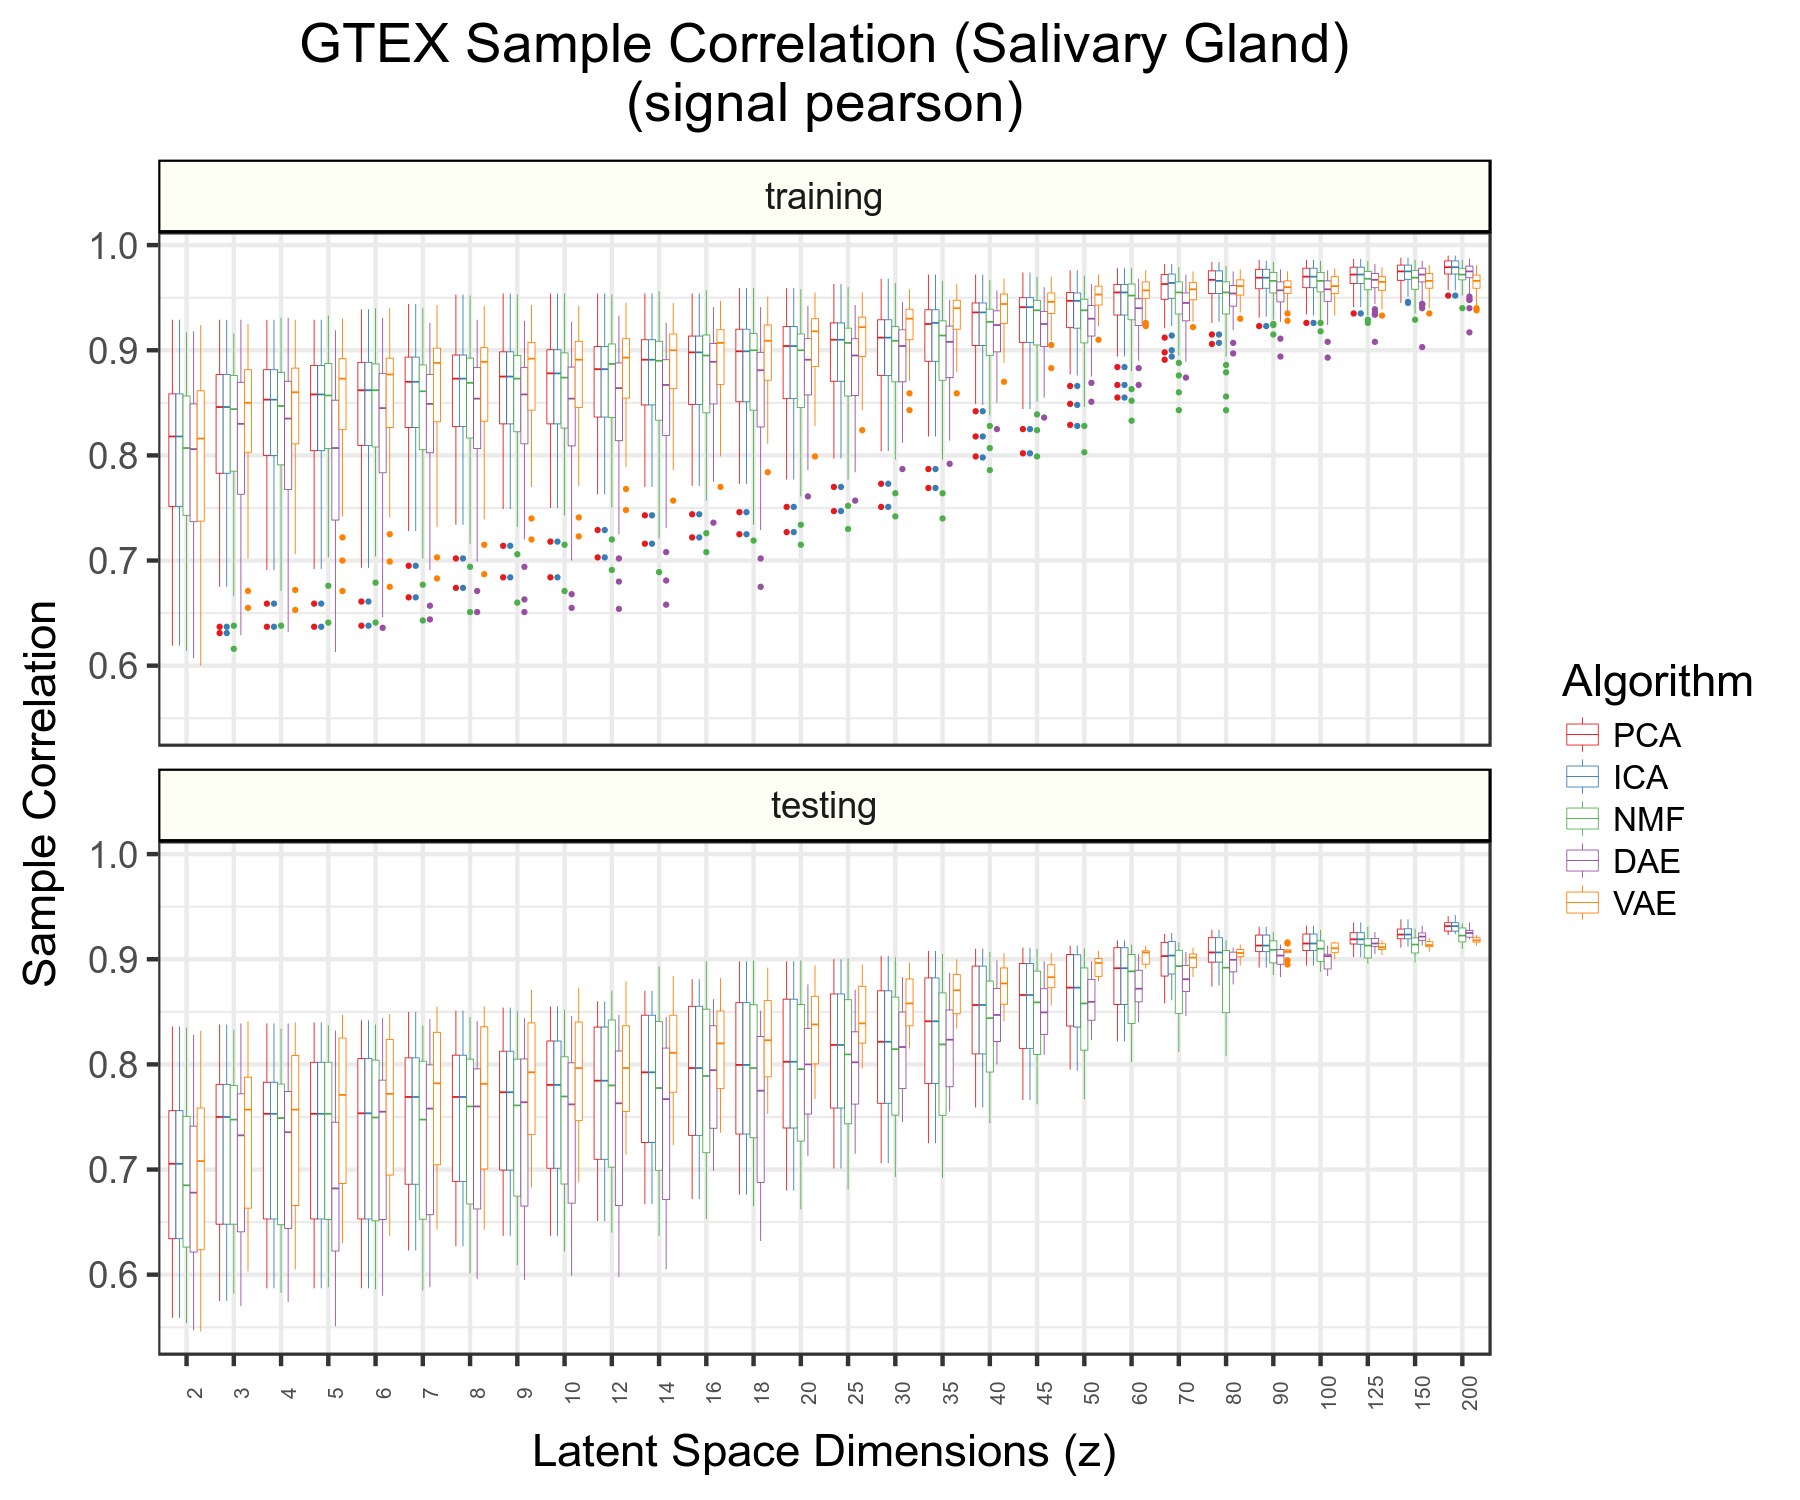 GTEX Sample Correlation (Salivary Gland)
(signal pearson)
training
1.0
0.9
0.8
0.7
0.6
testing
1.0
0.9
0.8
0.7
0.6
Sample Correlation
2 3 4 5 6 7 8 9 10 12 14 16 18 20 25 30 35 40 45 50 60 70 80 90 100 125 150 200
Latent Space Dimensions (z)
Algorithm
PCA
ICA
NMF
DAE
VAE